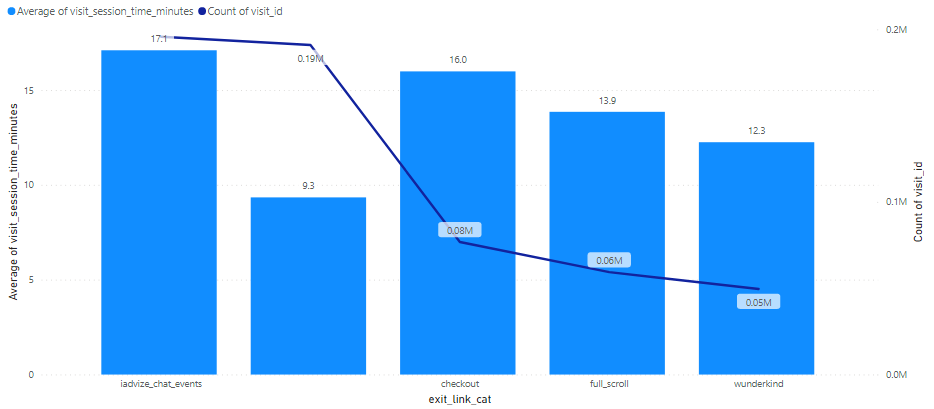 Average of visit_session_time_minutes Count of visit_id
Average of visit_session_time_minutes
15
10
5
0
17.1
0.19M
9.3
16.0
0.08M
13.9
0.06M
12.3
0.05M
0.2M
0.1M
0.0M
Count of visit_id
iadvize_chat_events checkout full_scroll wunderkind
exit_link_cat